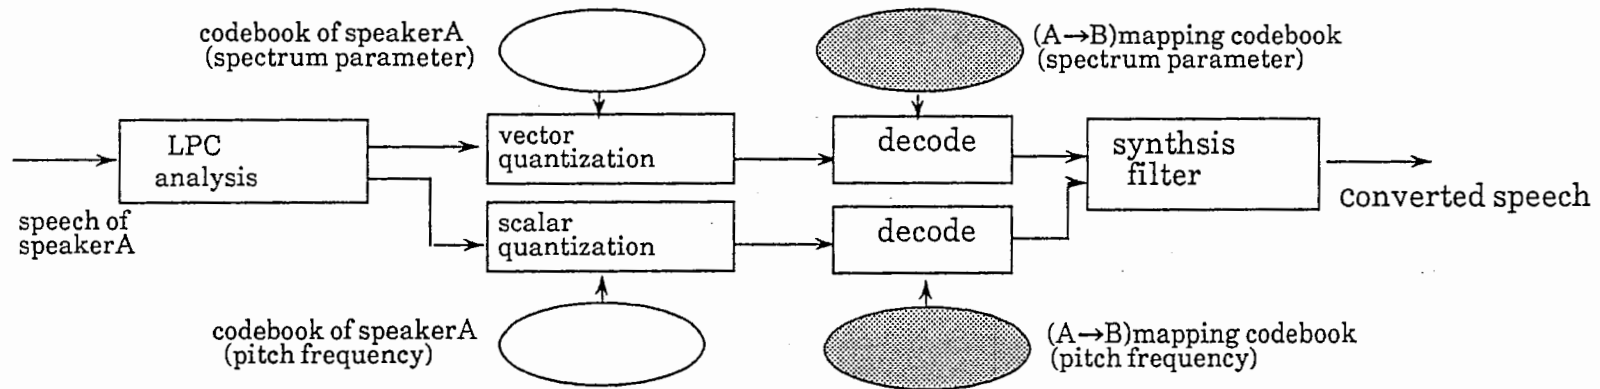 codebook of speakerA
(spectrum parameter)
(A→B)mapping codebook
(spectrum parameter)
LPC
analysis
vector
quantization
decode
synthsis
filter
speech of
speakerA
scalar
quantization
decode
Converted speech
codebook of speakerA
(pitch frequency)
(A→B)mapping codebook
(pitch frequency)